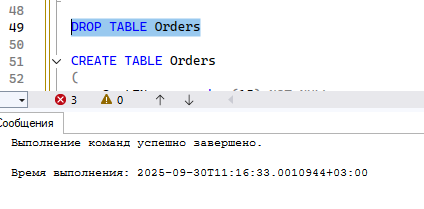 48
49 DROP TABLE Orders
50
51 CREATE TABLE Orders
52 (
3 0
Сообщения
Выполнение команд успешно завершено.
Время выполнения: 2025-09-30T11:16:33.0010944+03:00